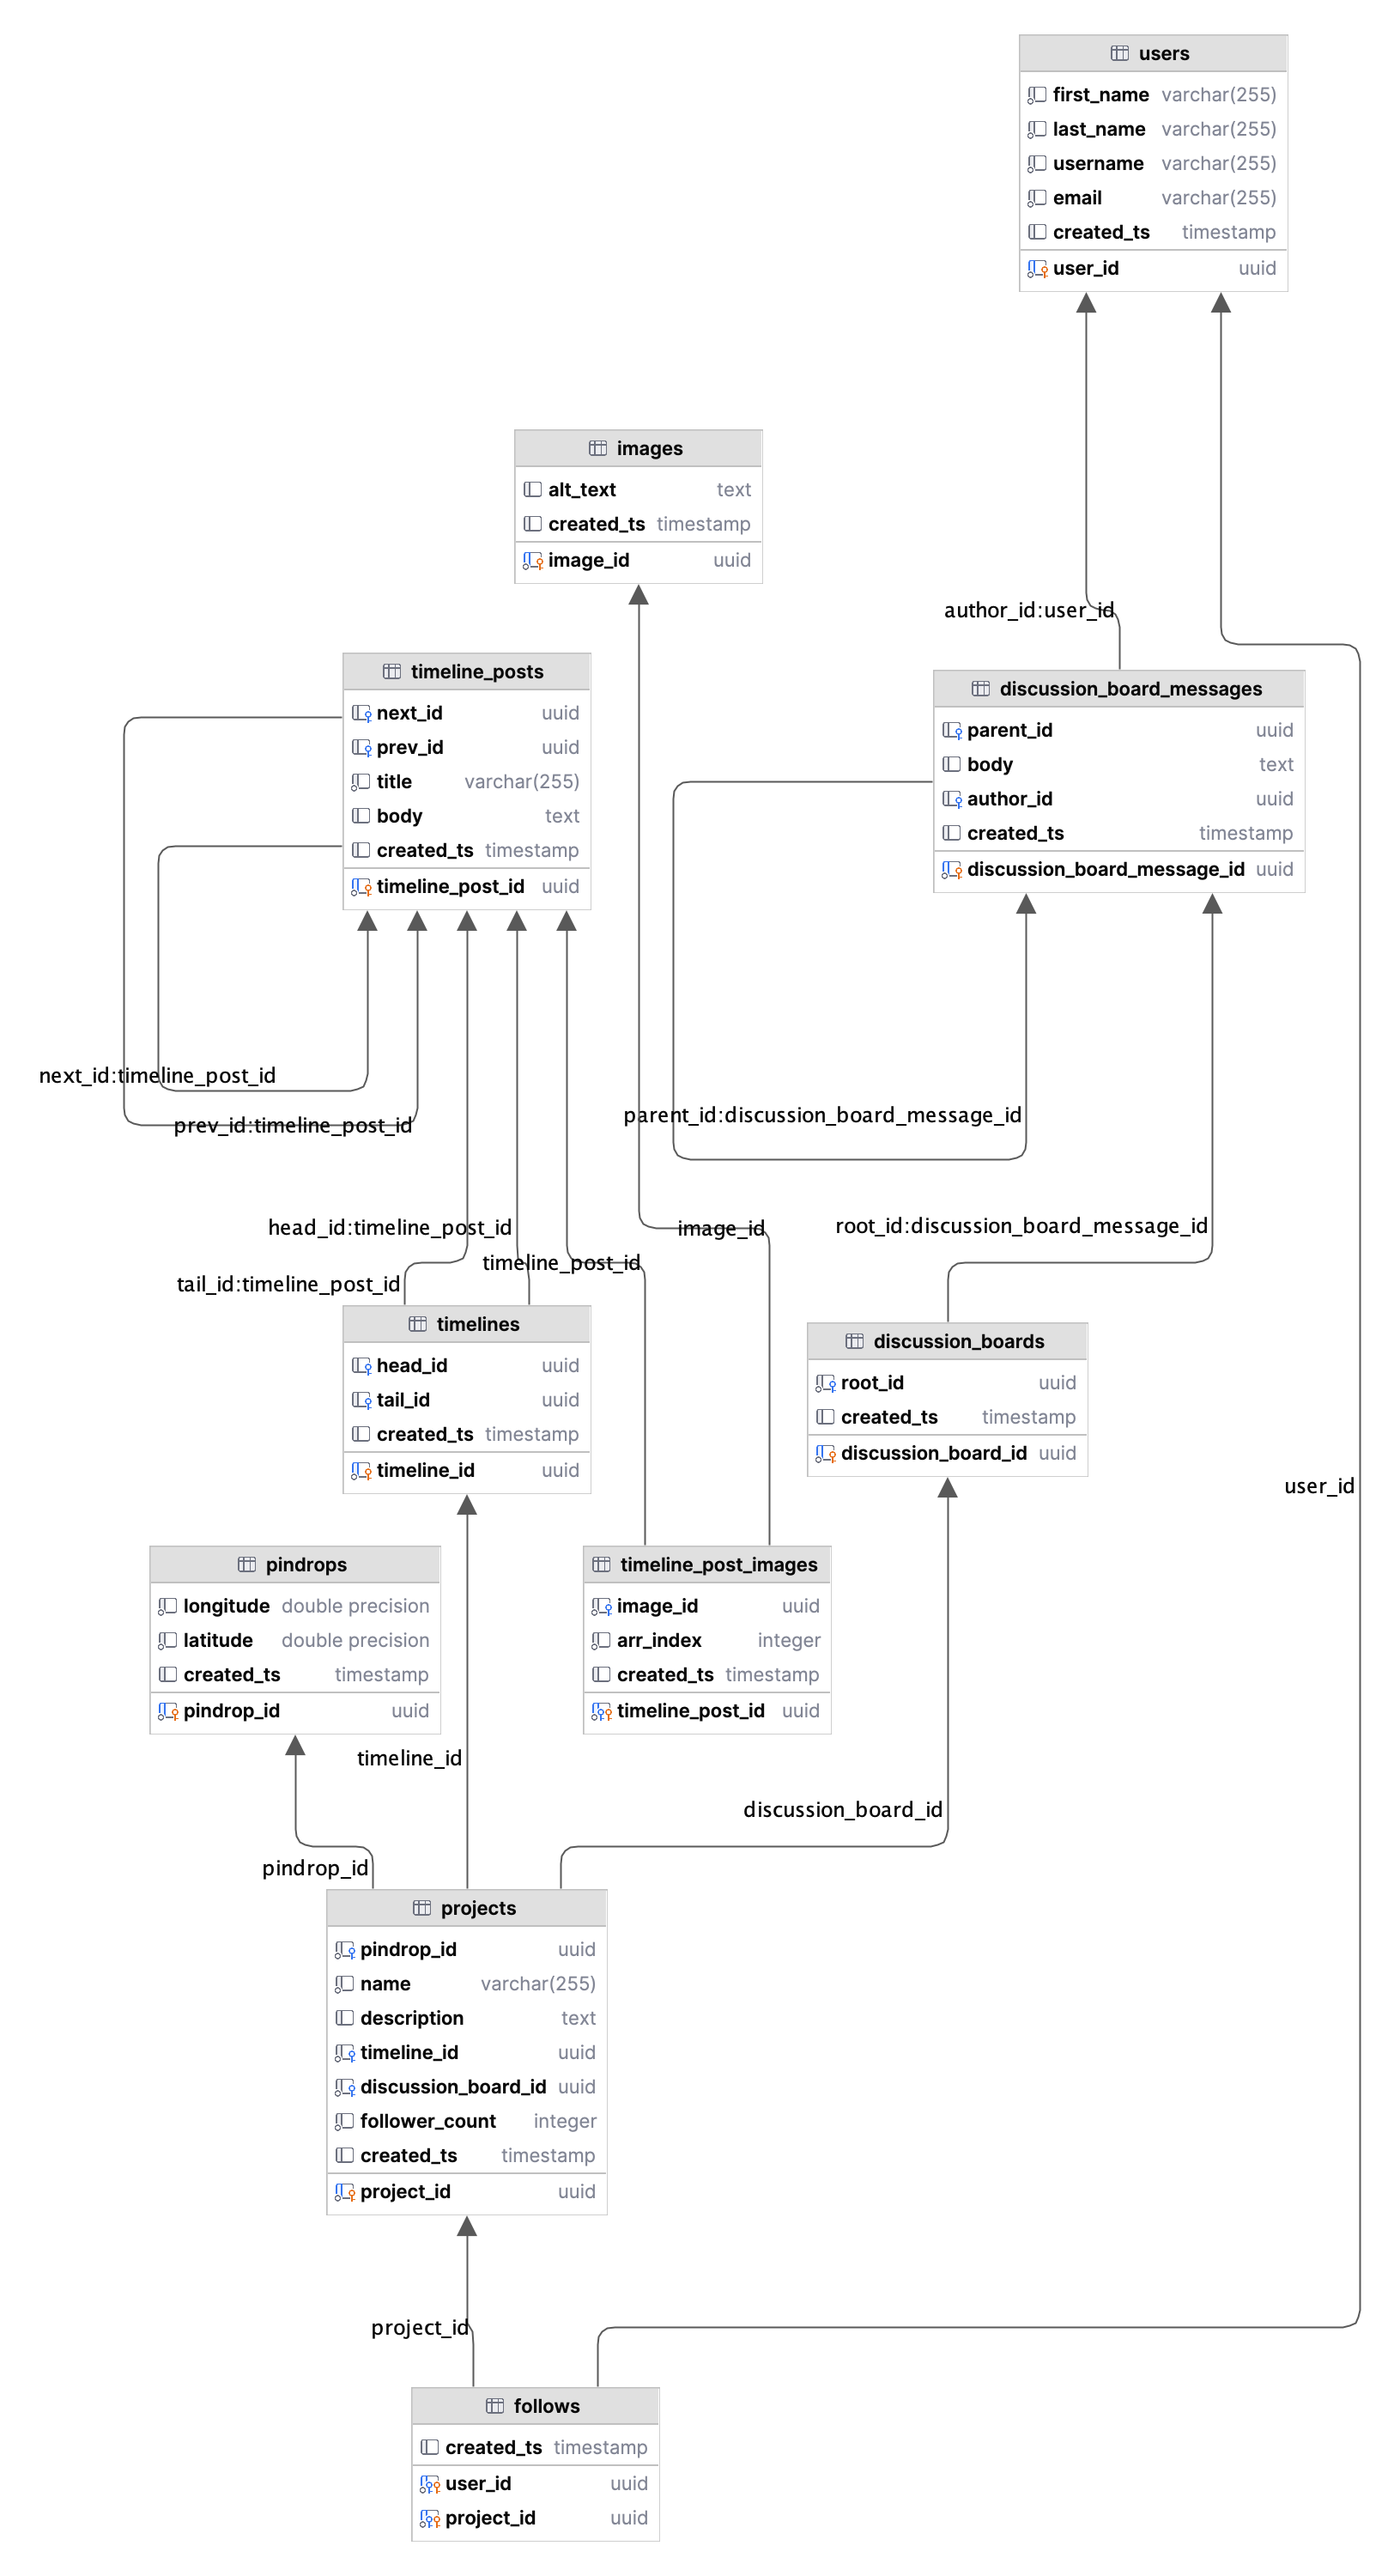 users
first_name varchar(255)
last_name varchar(255)
username varchar(255)
email varchar(255)
created_ts timestamp
user_id uuid
images
alt_text text
created_ts timestamp
image_id uuid
author_id:user_id
timeline_posts
next_id uuid
prev_id uuid
title varchar(255)
body text
created_ts timestamp
timeline_post_id uuid
discussion_board_messages
parent_id uuid
body text
author_id uuid
created_ts timestamp
discussion_board_message_id uuid
next_id:timeline_post_id
prev_id:timeline_post_id
parent_id:discussion_board_message_id
head_id:timeline_post_id
image_id
root_id:discussion_board_message_id
timeline_post_id
tail_id:timeline_post_id
timelines
head_id uuid
tail_id uuid
created_ts timestamp
timeline_id uuid
discussion_boards
root_id uuid
created_ts timestamp
discussion_board_id uuid
user_id
pindrops
longitude double precision
latitude double precision
created_ts timestamp
pindrop_id uuid
timeline_post_images
image_id uuid
arr_index integer
created_ts timestamp
timeline_post_id uuid
timeline_id
discussion_board_id
pindrop_id
projects
pindrop_id uuid
name varchar(255)
description text
timeline_id uuid
discussion_board_id uuid
follower_count integer
created_ts timestamp
project_id uuid
project_id
follows
created_ts timestamp
user_id uuid
project_id uuid